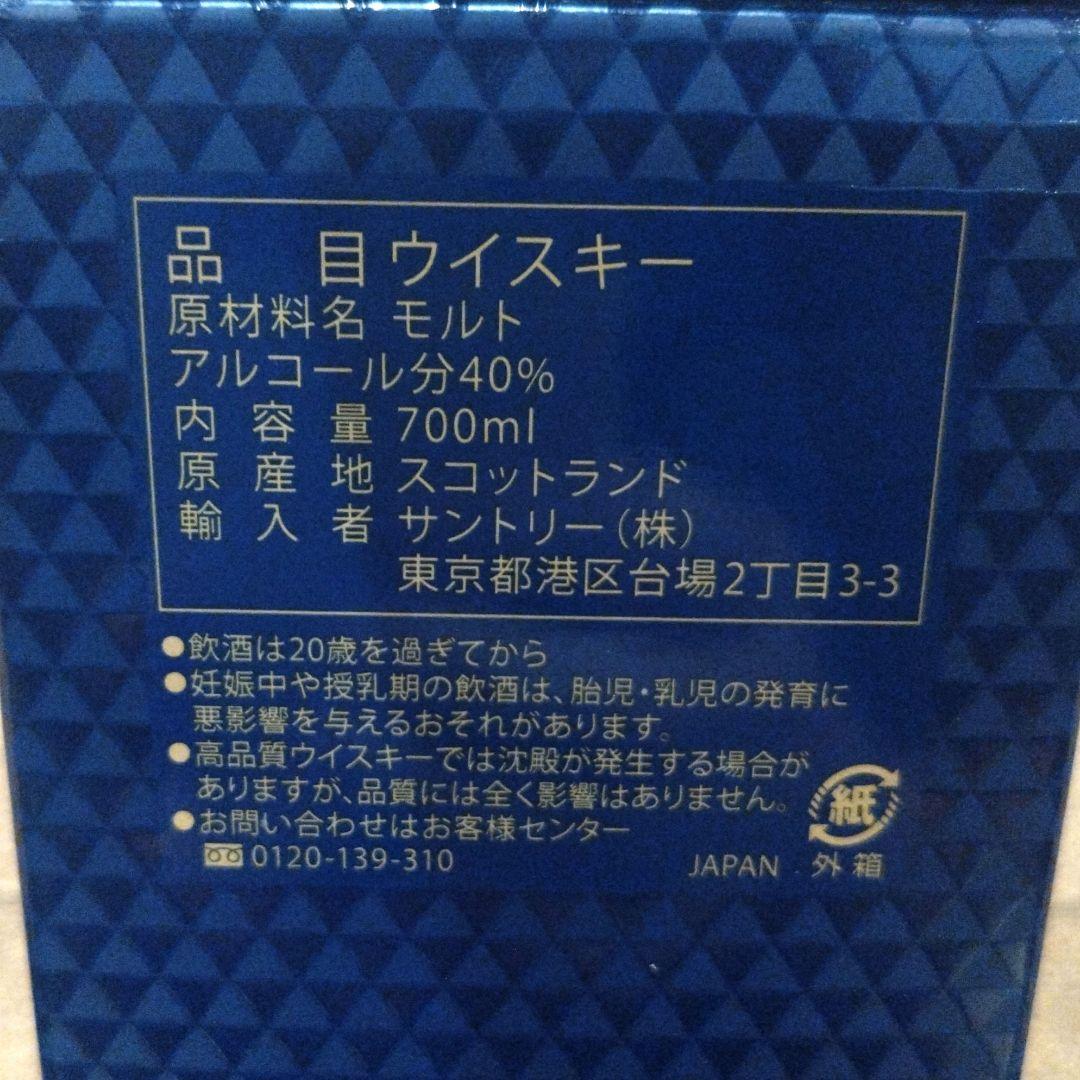 品 目 ウイスキー
原材料名 モルト
アルコール分40%
内容量 700ml
原産地 スコットランド
輸入者 サントリー(株)
東京都港区台場2丁目3-3
●飲酒は20歳を過ぎてから
●妊娠中や授乳期の飲酒は、胎児・乳児の発育に
悪影響を与えるおそれがあります。
●高品質ウイスキーでは沈殿が発生する場合が
ありますが、品質には全く影響はありません。
●お問い合わせはお客様センター
0120-139-310
紙
JAPAN 外箱